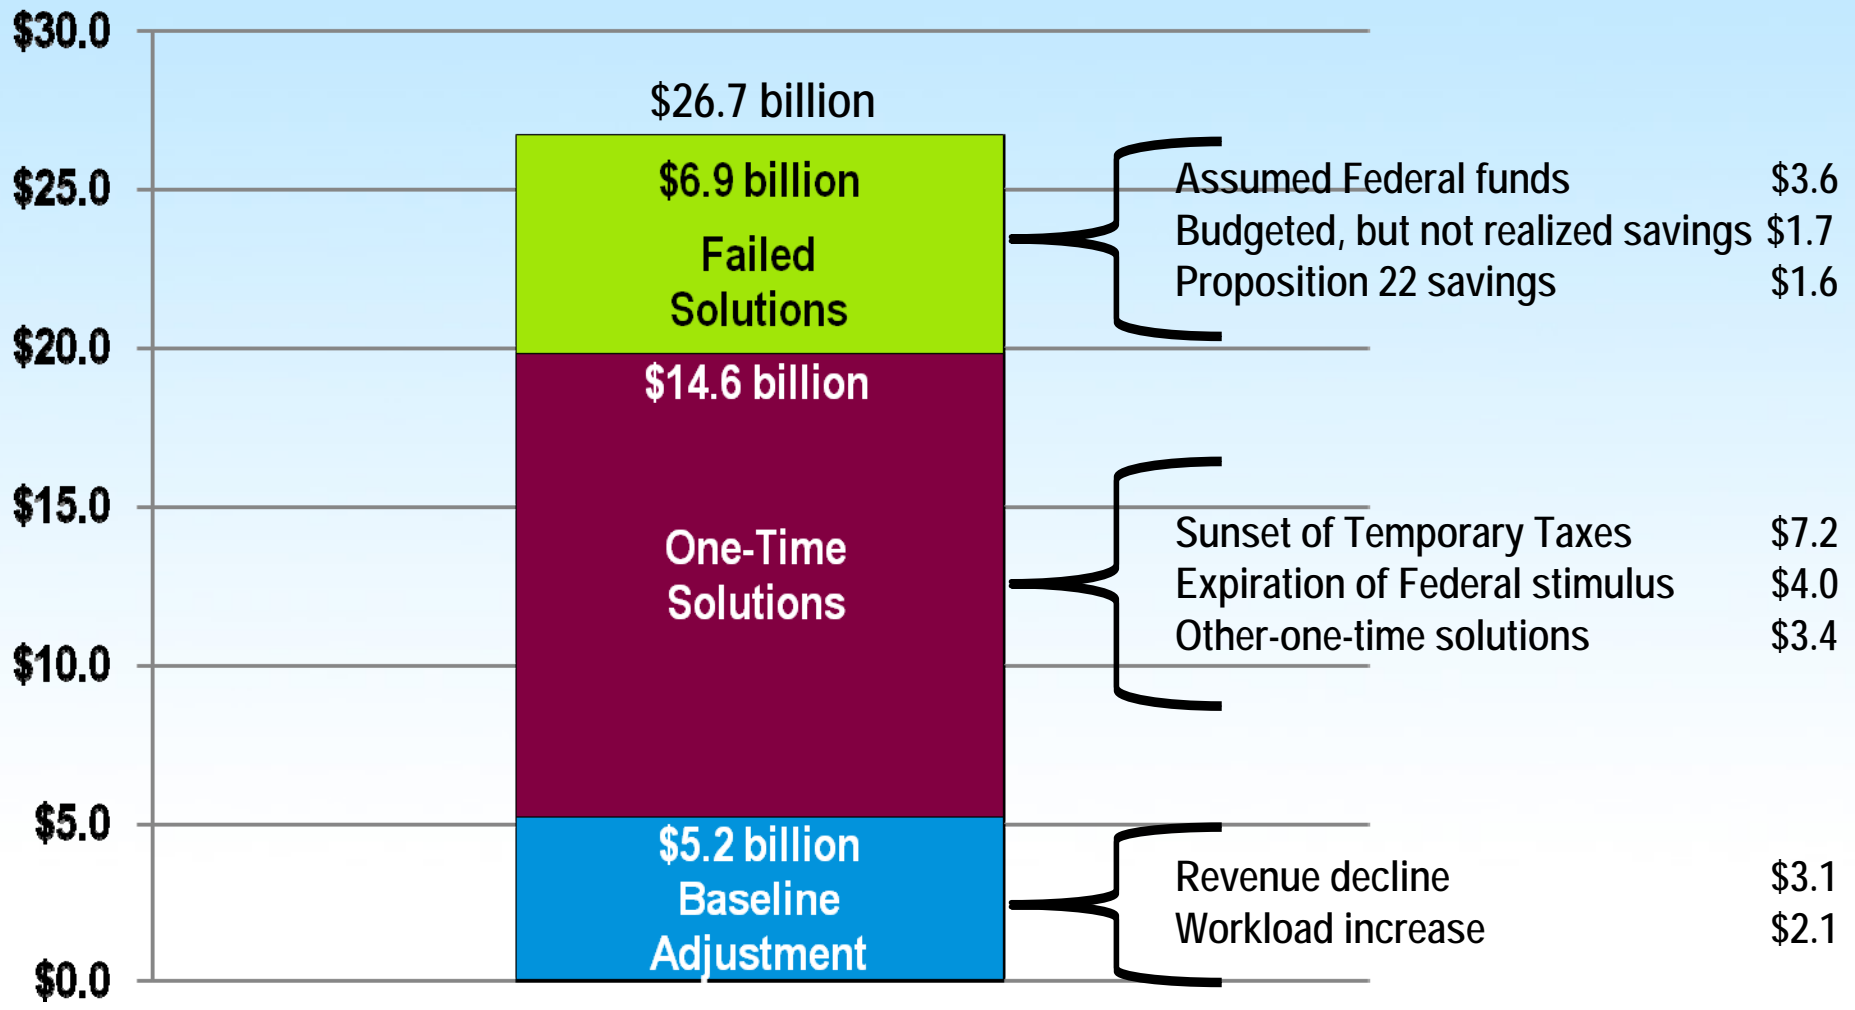 $30.0
$25.0
$20.0
$15.0
$10.0
$5.0
$0.0
$26.7 billion
$6.9 billion
Failed
Solutions
$14.6 billion
One-Time
Solutions
$5.2 billion
Baseline
Adjustment
Assumed Federal funds $3.6
Budgeted, but not realized savings $1.7
Proposition 22 savings $1.6
Sunset of Temporary Taxes $7.2
Expiration of Federal stimulus $4.0
Other-one-time solutions $3.4
Revenue decline $3.1
Workload increase $2.1